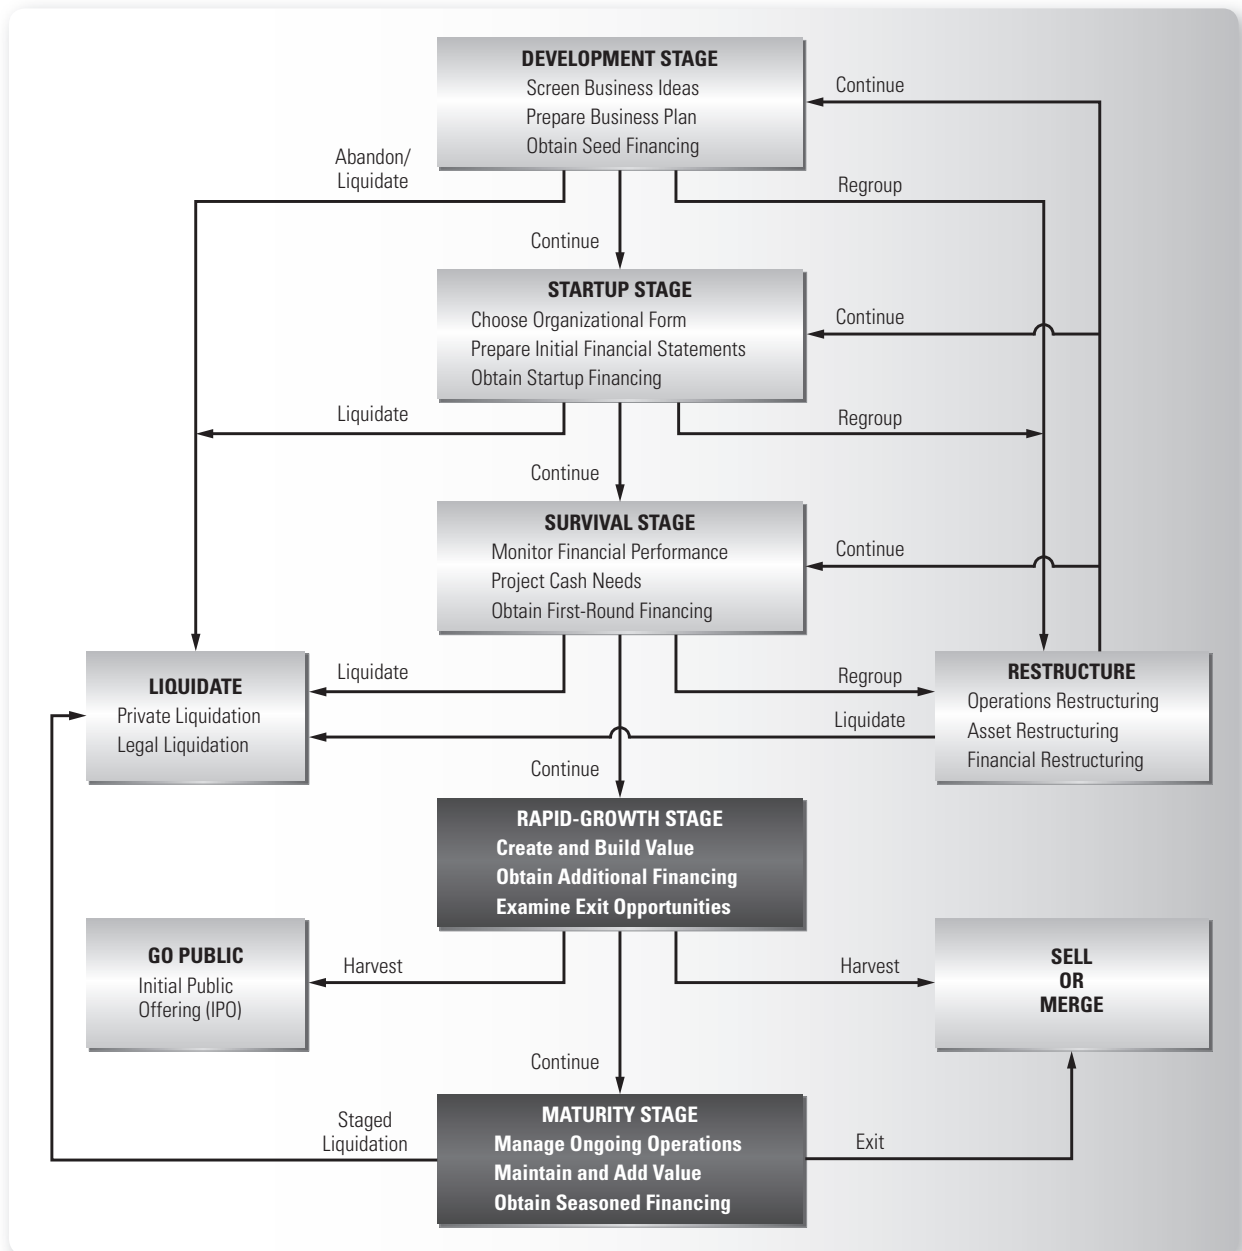 DEVELOPMENT STAGE
Screen Business Ideas
Prepare Business Plan
Obtain Seed Financing
Continue
Abandon/
Liquidate
Regroup
Continue
STARTUP STAGE
Choose Organizational Form
Prepare Initial Financial Statements
Obtain Startup Financing
Continue
Liquidate
Regroup
Continue
SURVIVAL STAGE
Monitor Financial Performance
Project Cash Needs
Obtain First-Round Financing
Continue
Liquidate
Regroup
LIQUIDATE
Private Liquidation
Legal Liquidation
RESTRUCTURE
Operations Restructuring
Asset Restructuring
Financial Restructuring
Liquidate
Continue
RAPID-GROWTH STAGE
Create and Build Value
Obtain Additional Financing
Examine Exit Opportunities
GO PUBLIC
Initial Public
Offering (IPO)
Harvest
Harvest
SELL
OR
MERGE
Continue
MATURITY STAGE
Manage Ongoing Operations
Maintain and Add Value
Obtain Seasoned Financing
Staged
Liquidation
Exit